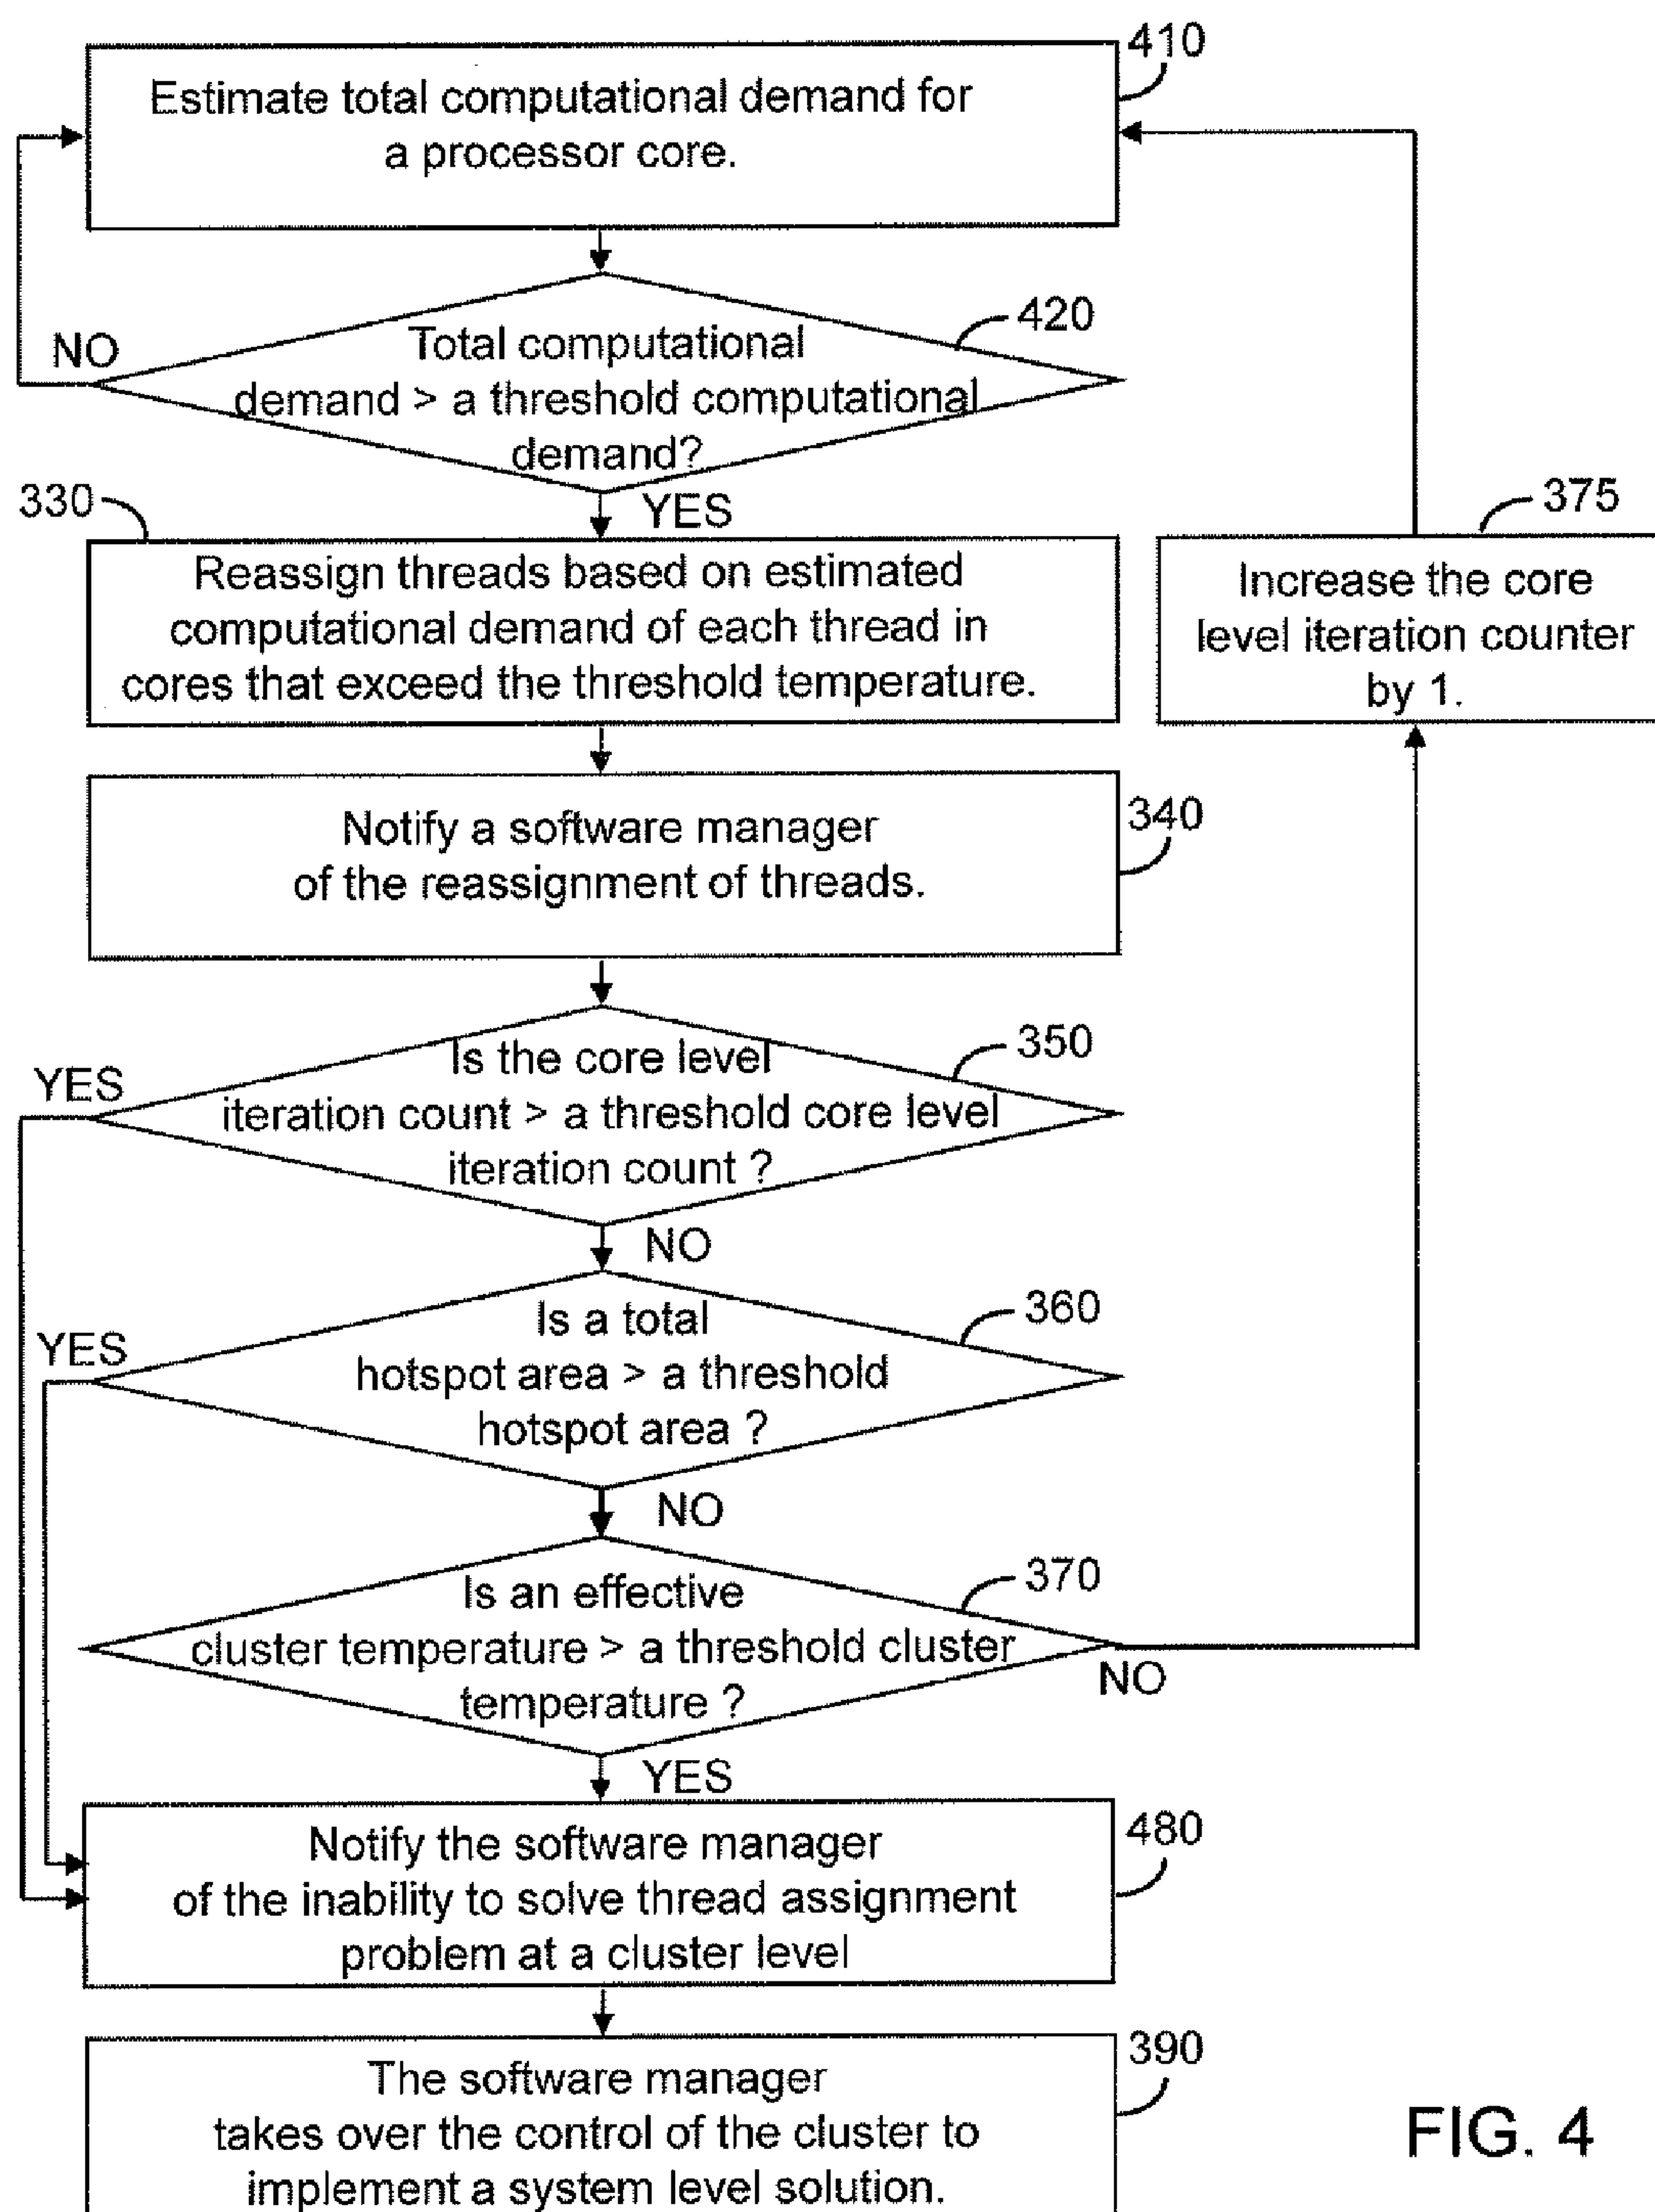 410
Estimate total computational demand for
a processor core.
420
NO
Total computational
demand > a threshold computational
demand?
YES
330
375
Reassign threads based on estimated
computational demand of each thread in
cores that exceed the threshold temperature.
Increase the core
level iteration counter
by 1.
340
Notify a software manager
of the reassignment of threads.
350
YES
Is the core level
iteration count > a threshold core level
iteration count ?
NO
360
YES
Is a total
hotspot area > a threshold
hotspot area ?
NO
370
Is an effective
cluster temperature > a threshold cluster
temperature ?
NO
YES
480
Notify the software manager
of the inability to solve thread assignment
problem at a cluster level
390
The software manager
takes over the control of the cluster to
implement a system level solution.
FIG. 4